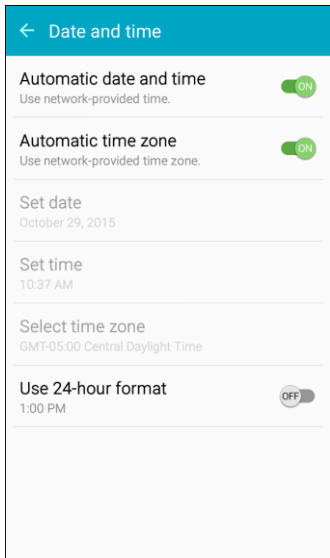 Date and time
Automatic date and time
ON
Use network-provided time.
Automatic time zone
ON
Use network-provided time zone.
Set date
October 29, 2015
Set time
10:37 AM
Select time zone
GMT-05:00 Central Daylight Time
Use 24-hour format
OFF
1:00 PM